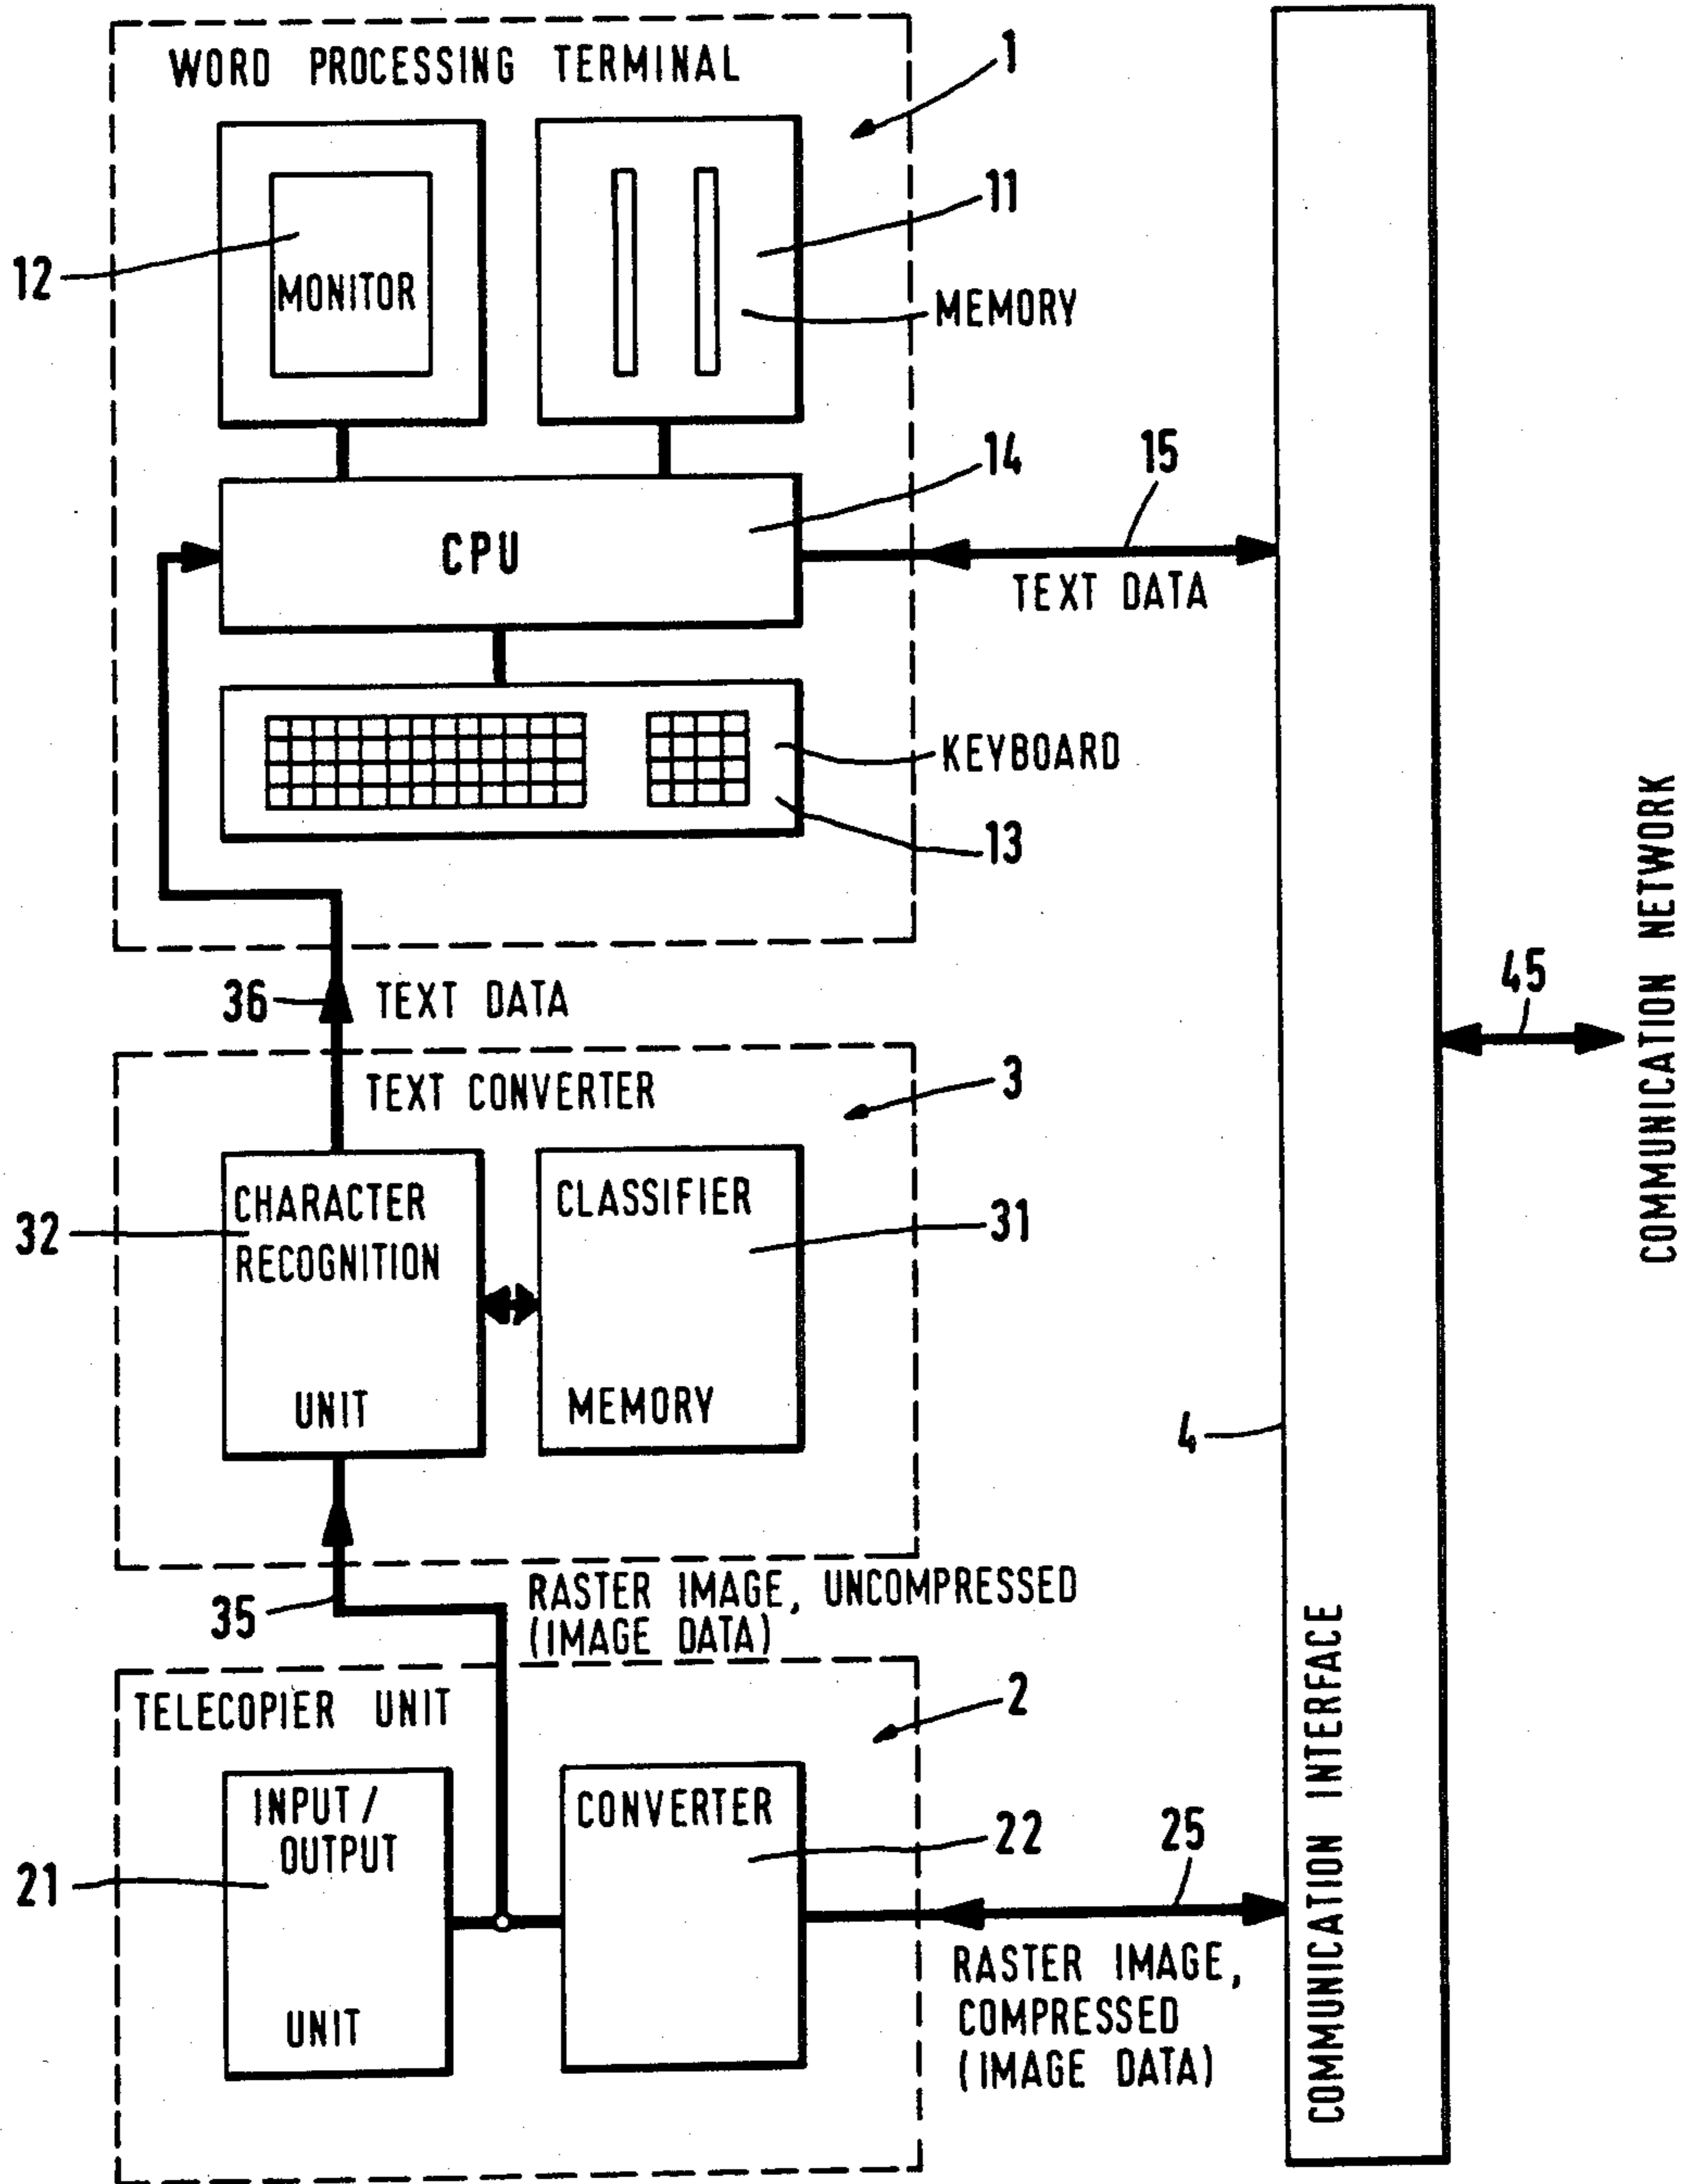 WORD PROCESSING TERMINAL
1
11
12
MONITOR
MEMORY
14
15
CPU
TEXT DATA
KEYBOARD
13
36
TEXT DATA
45
COMMUNICATION NETWORK
TEXT CONVERTER
3
32
CHARACTER
RECOGNITION
UNIT
CLASSIFIER
MEMORY
31
4
35
RASTER IMAGE, UNCOMPRESSED
(IMAGE DATA)
TELECOPIER UNIT
2
21
INPUT/
OUTPUT
UNIT
CONVERTER
22
25
RASTER IMAGE,
COMPRESSED
(IMAGE DATA)
COMMUNICATION INTERFACE